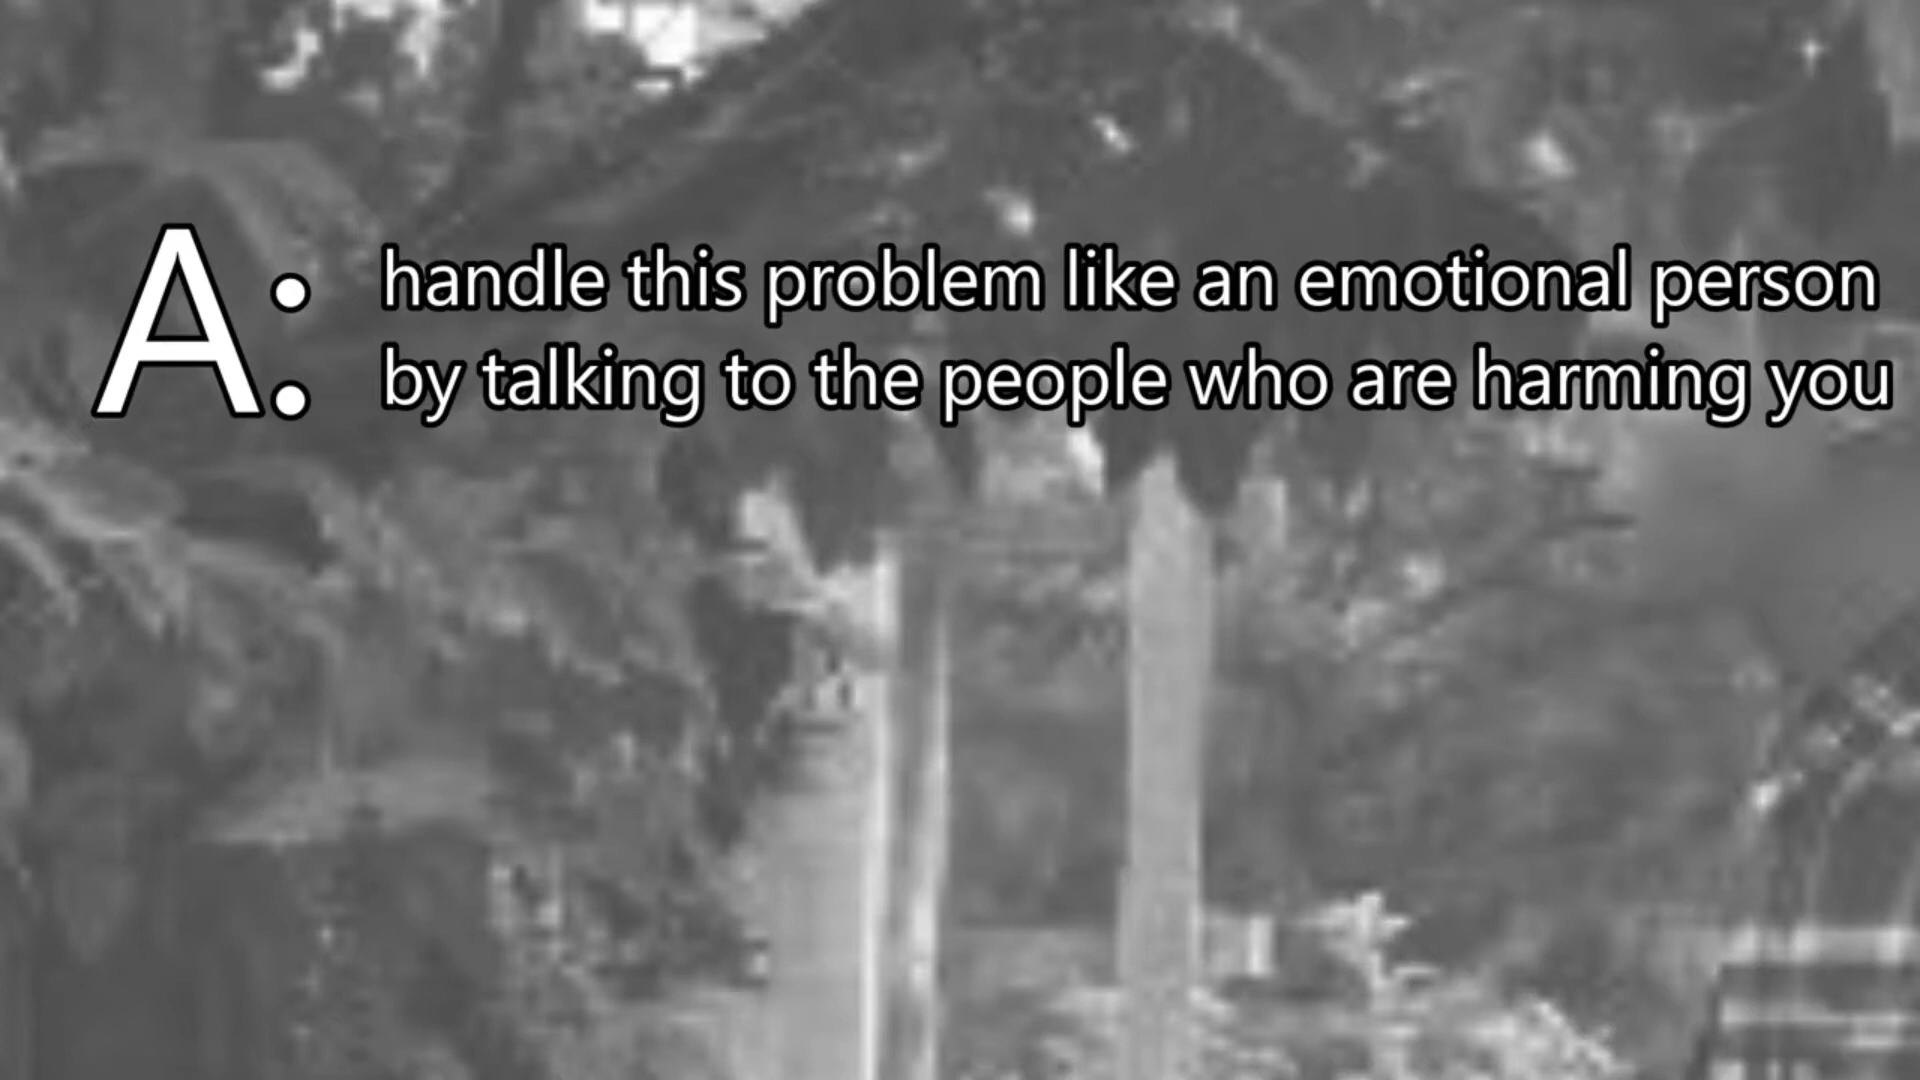 A: handle this problem like an emotional person
by talking to the people who are harming you